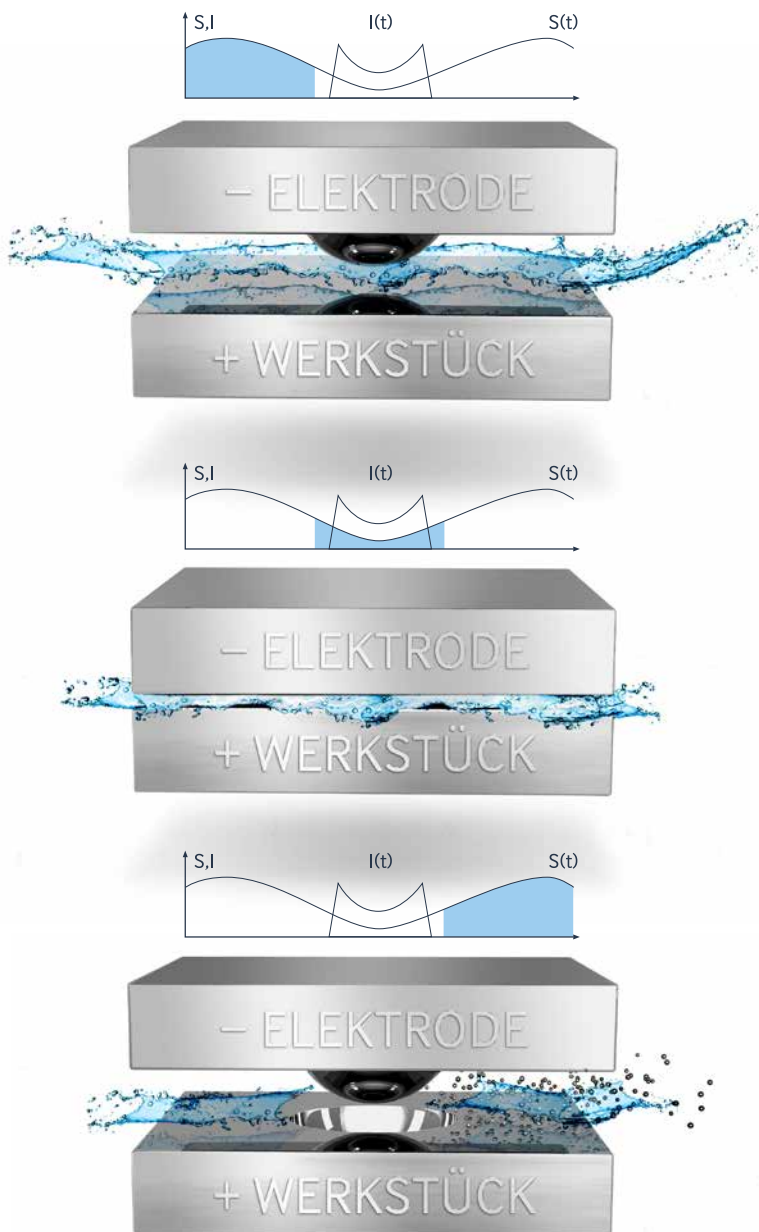 S,I I(t) S(t)
– ELEKTRODE
+ WERKSTÜCK
S,I I(t) S(t)
– ELEKTRODE
+ WERKSTÜCK
S,I I(t) S(t)
– ELEKTRODE
+ WERKSTÜCK